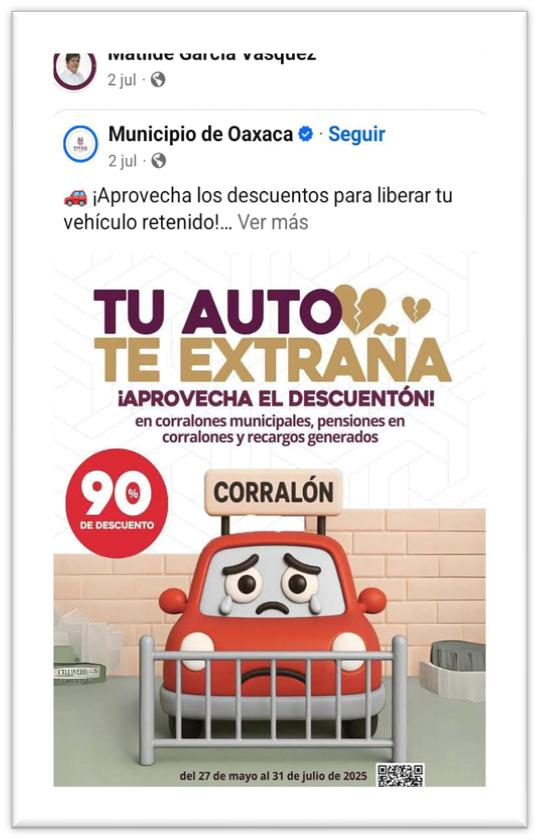 Matilde García Vásquez
2 jul ·
Municipio de Oaxaca · Seguir
2 jul ·
🚗 ¡Aprovecha los descuentos para liberar tu
vehículo retenido!... Ver más
TU AUTO
TE EXTRAÑA
¡APROVECHA EL DESCUENTÓN!
en corralones municipales, pensiones en
corralones y recargos generados
90%
DE DESCUENTO
CORRALÓN
del 27 de mayo al 31 de julio de 2025